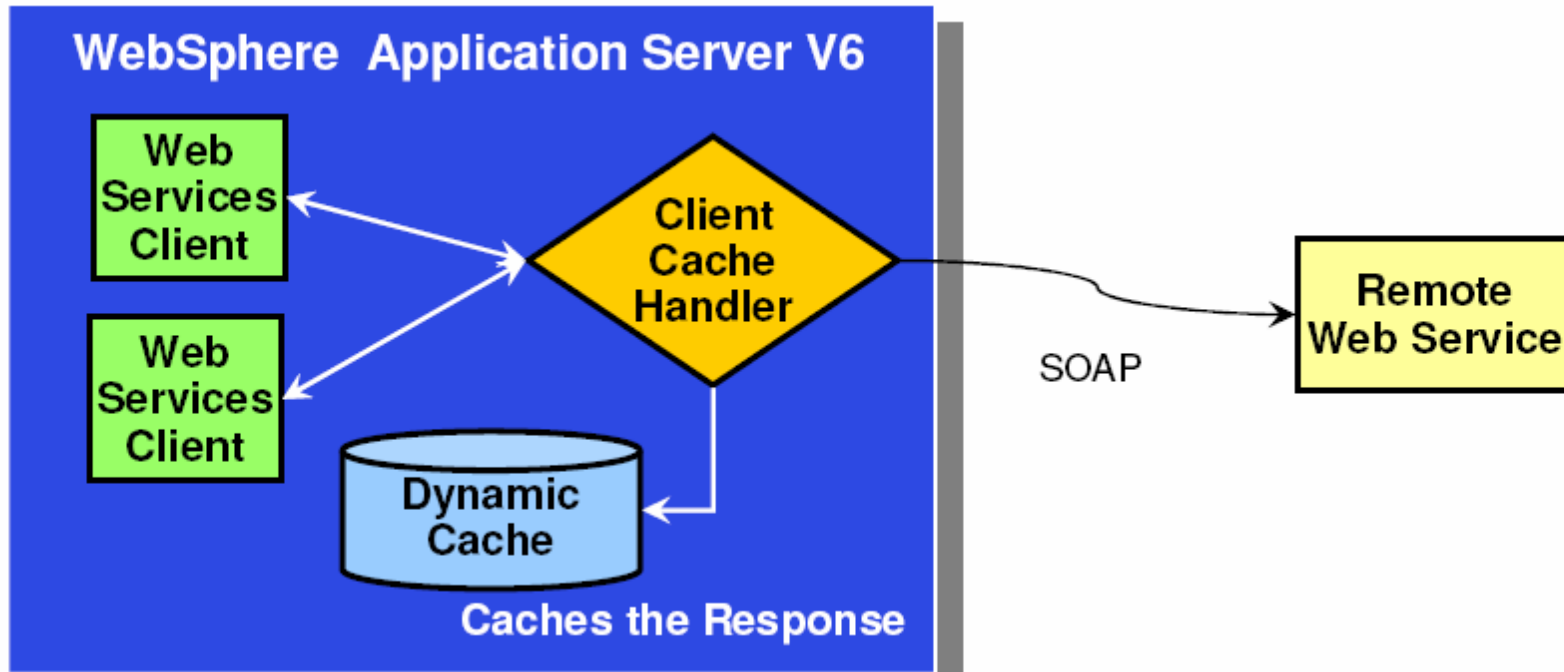 WebSphere Application Server V6
Web
Services
Client
Client
Cache
Handler
Remote
Web Service
SOAP
Web
Services
Client
Dynamic
Cache
Caches the Response